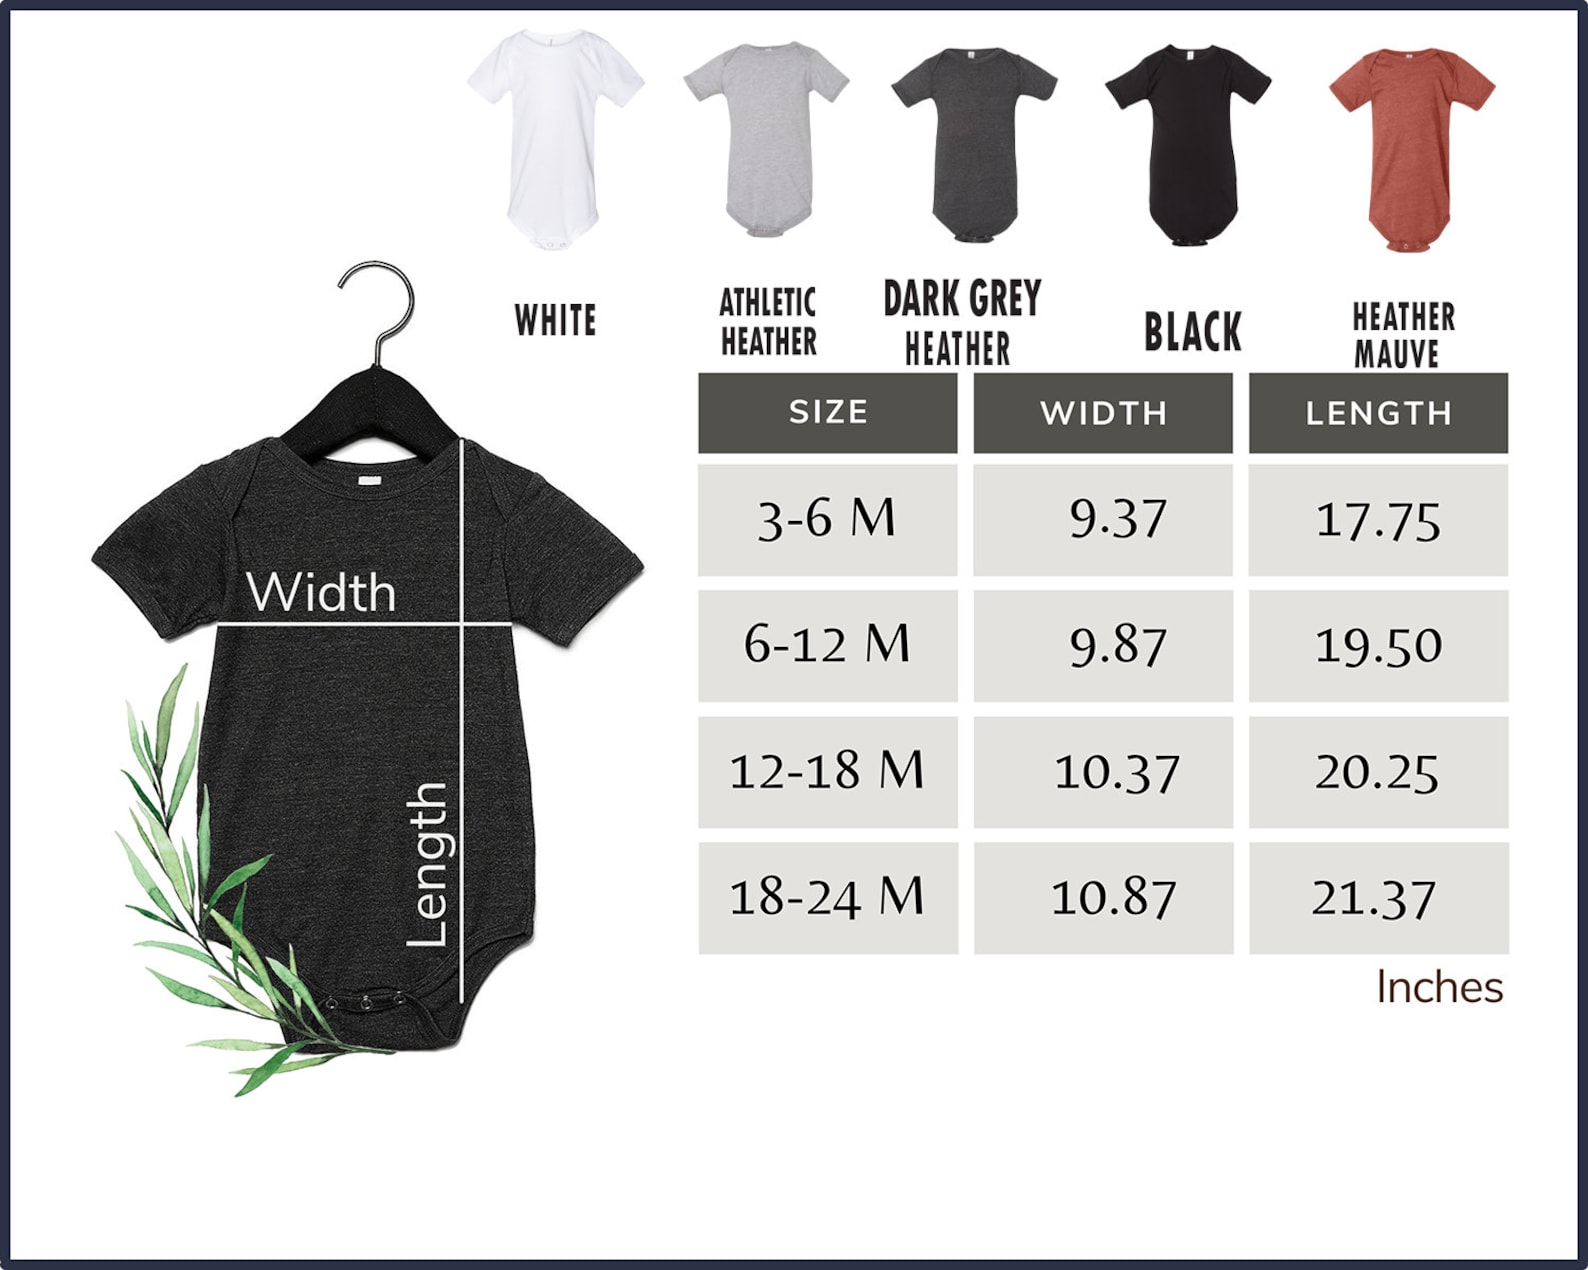 WHITE
ATHLETIC
HEATHER
DARK GREY
HEATHER
BLACK
HEATHER
MAUVE
SIZE WIDTH LENGTH
3-6 M 9.37 17.75
6-12 M 9.87 19.50
12-18 M 10.37 20.25
18-24 M 10.87 21.37
Inches
Width
Length